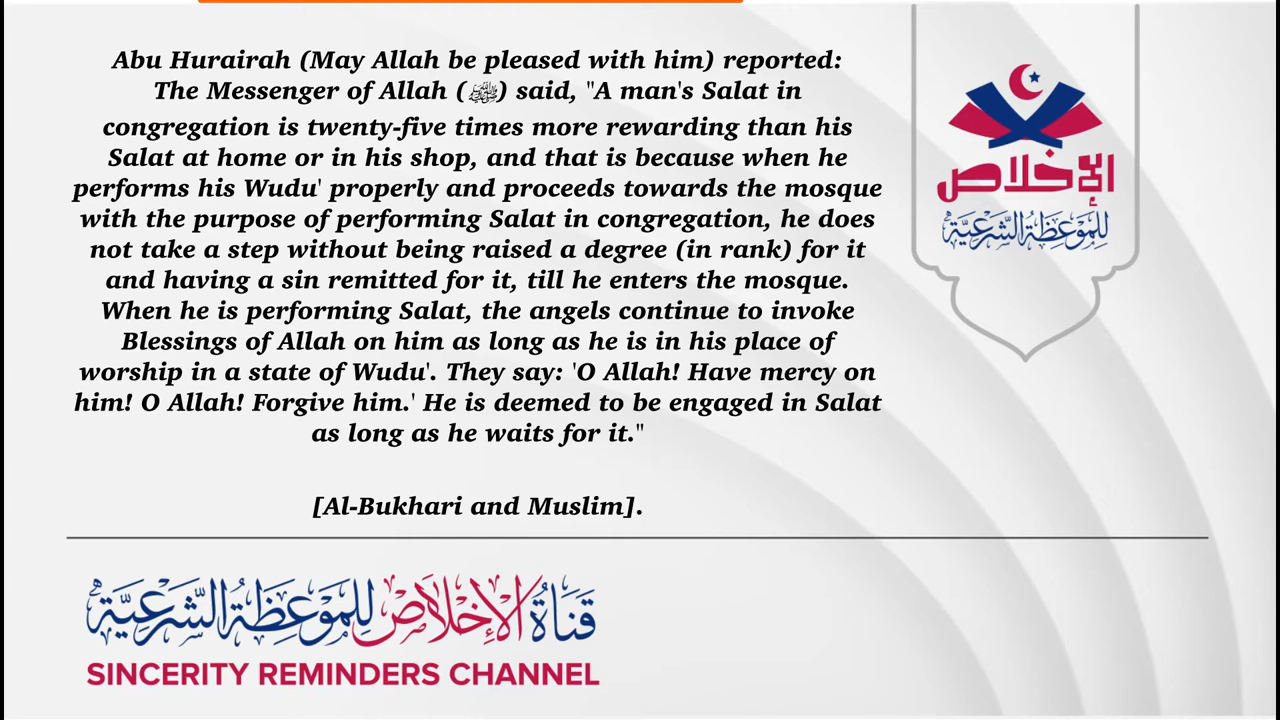 Abu Hurairah (May Allah be pleased with him) reported:
The Messenger of Allah (ﷺ) said, "A man's Salat in
congregation is twenty-five times more rewarding than his
Salat at home or in his shop, and that is because when he
performs his Wudu' properly and proceeds towards the mosque
with the purpose of performing Salat in congregation, he does
not take a step without being raised a degree (in rank) for it
and having a sin remitted for it, till he enters the mosque.
When he is performing Salat, the angels continue to invoke
Blessings of Allah on him as long as he is in his place of
worship in a state of Wudu'. They say: 'O Allah! Have mercy on
him! O Allah! Forgive him.' He is deemed to be engaged in Salat
as long as he waits for it."
[Al-Bukhari and Muslim].
الإخلاص
للمَوْعِظَة الشَّرْعِيَّة
قَنَاةُ الإِخْلَاصِ للمَوْعِظَةِ الشَّرْعِيَّة
SINCERITY REMINDERS CHANNEL